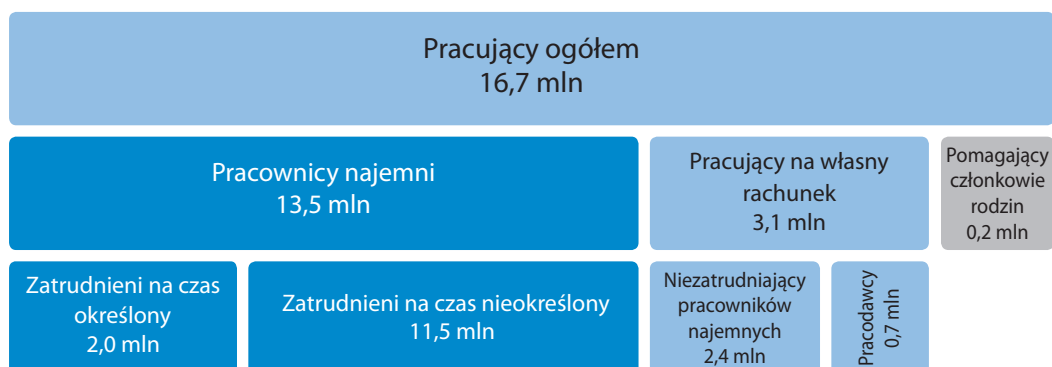 Pracujący ogółem
16,7 mln
Pracownicy najemni
13,5 mln
Pracujący na własny
rachunek
3,1 mln
Pomagający
członkowie
rodzin
0,2 mln
Zatrudnieni na czas
określony
2,0 mln
Zatrudnieni na czas nieokreślony
11,5 mln
Niezatrudniający
pracowników
najemnych
2,4 mln
Pracodawcy
0,7 mln